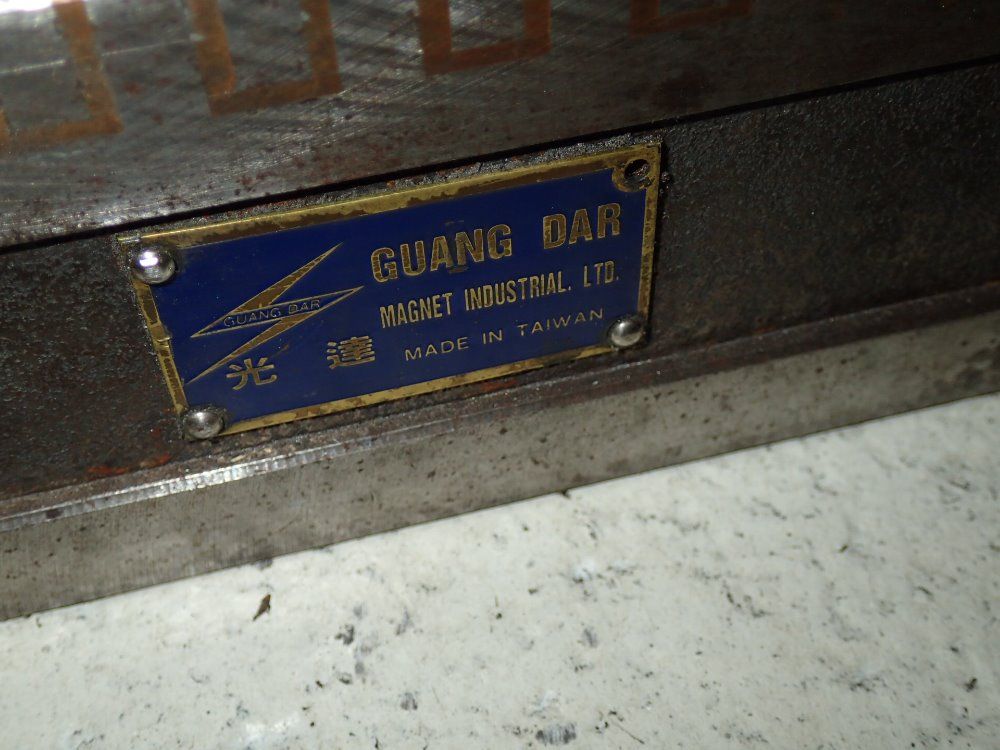 GUANG DAR
MAGNET INDUSTRIAL. LTD.
MADE IN TAIWAN
GUANG DAR
光達